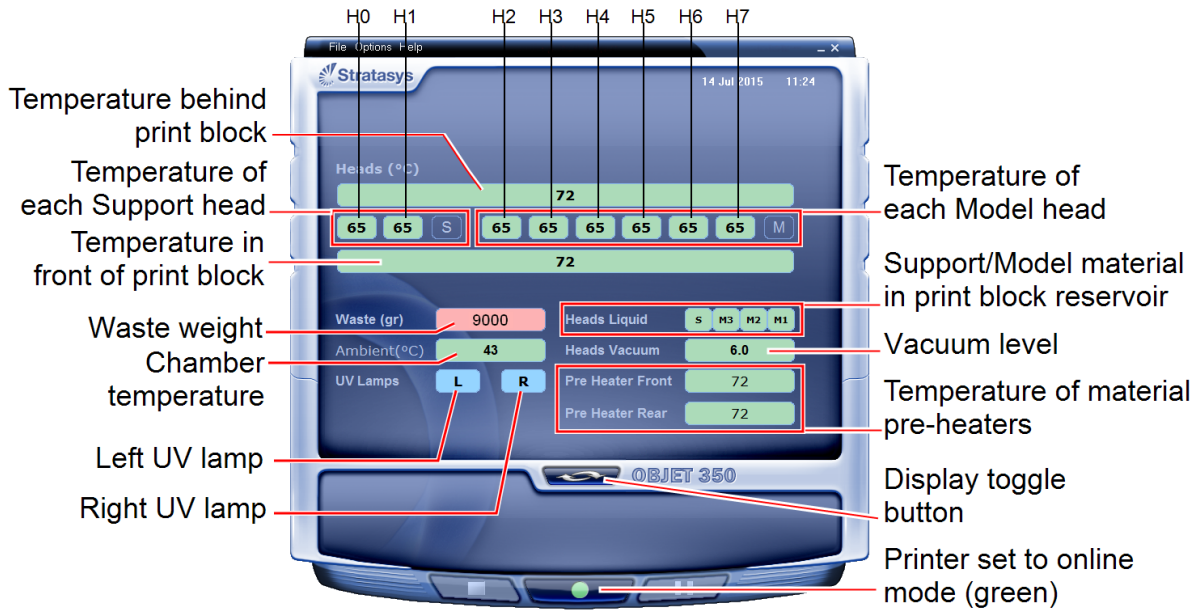 H0 H1 H2 H3 H4 H5 H6 H7
File Options Help
Stratasys
14 Jul 2015 11:24
Temperature behind
print block
Heads (°C)
72
Temperature of
each Support head
65 65 S 65 65 65 65 65 65 M
Temperature of
each Model head
Temperature in
front of print block
72
Support/Model material
in print block reservoir
Waste weight
Waste (gr) 9000
Heads Liquid S M3 M2 M1
Chamber
temperature
Ambient(°C) 43
Heads Vacuum 6.0
Vacuum level
UV Lamps L R
Pre Heater Front 72
Pre Heater Rear 72
Temperature of material
pre-heaters
Left UV lamp
OBJET 350
Display toggle
button
Right UV lamp
Printer set to online
mode (green)